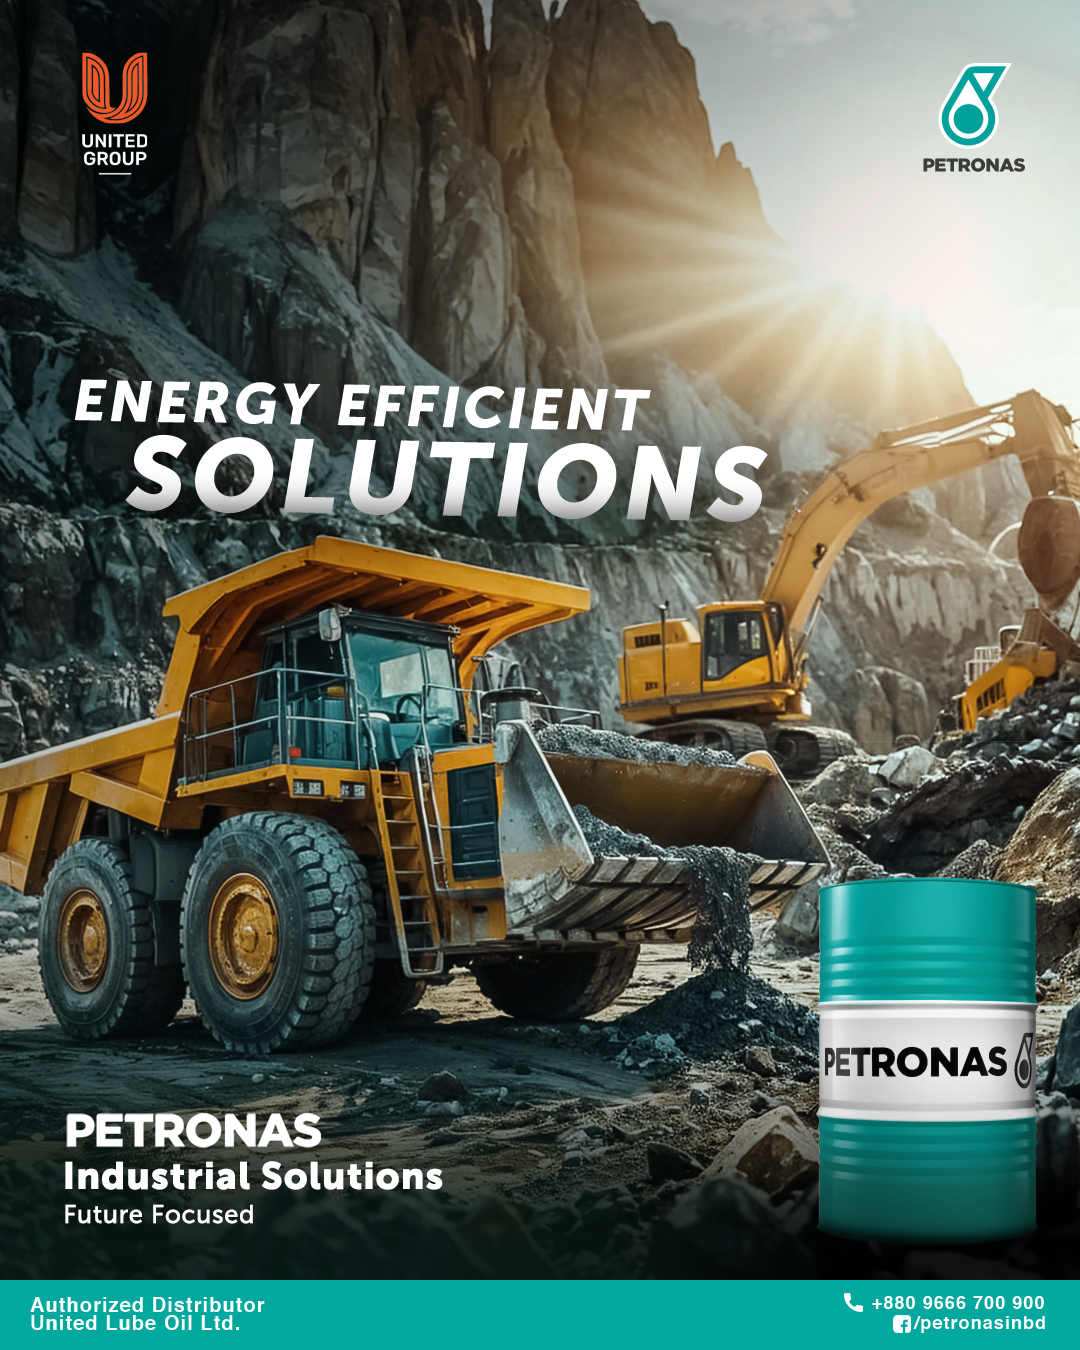 UNITED
GROUP
PETRONAS
ENERGY EFFICIENT
SOLUTIONS
PETRONAS
PETRONAS
Industrial Solutions
Future Focused
Authorized Distributor
United Lube Oil Ltd.
+880 9666 700 900
/petronasinbd